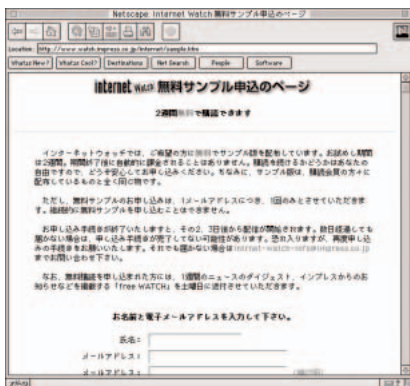 Netscape: Internet Watch 無料サンプル申込のページ
Location: http://www.watch.impress.co.jp/internet/sample.htm
What's New? What's Cool? Destinations Net Search People Software
internet Watch 無料サンプル申込のページ
2週間無料で購読できます
インターネットウォッチでは、ご希望の方に無料でサンプル版を配布しています。お試めし期間
は2週間。期間終了後に自動的に課金されることはありません。購読を続けるかどうかはあなたの
自由ですので、どうぞ安心してお申し込みください。ちなみに、サンプル版は、購読会員の方々に
配布しているものと全く同じ物です。
ただし、無料サンプルのお申し込みは、1メールアドレスにつき、1回のみとさせていただきま
す。継続的に無料サンプルを申し込むことはできません。
お申し込み手続きが終了いたしますと、その2、3日後から配信が開始されます。数日経過しても
届かない場合は、申し込み手続きが完了してない可能性があります。恐れ入りますが、再度申し込
みの手続きをお願いいたします。それでも届かない場合はinternet-watch-info@impress.co.jp
までお問い合わせ下さい。
なお、無料購読を申し込まれた方には、1週間のニュースのダイジェスト、インプレスからのお
知らせなどを掲載する「free WATCH」を土曜日に送付させていただきます。
お名前と電子メールアドレスを入力して下さい。
氏名:
メールアドレス:
メールアドレス: